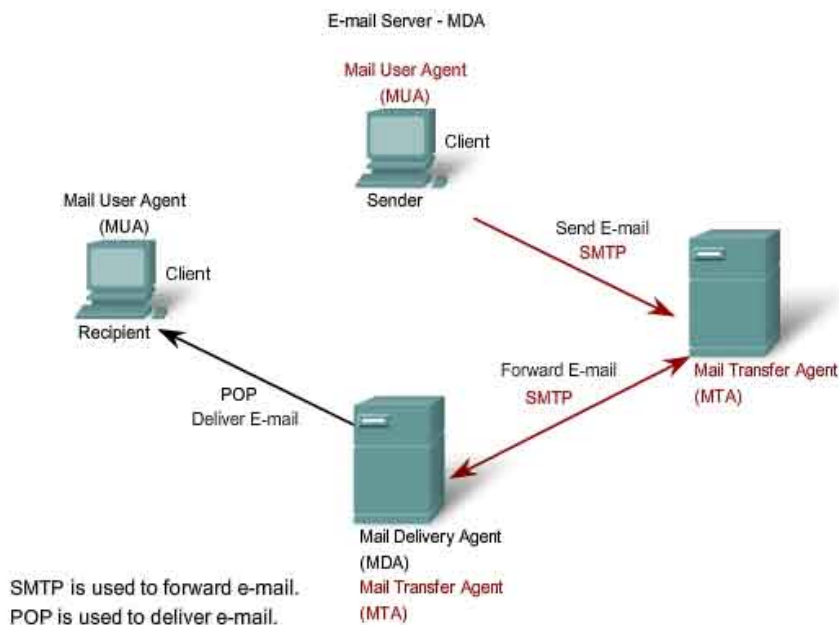 E-mail Server - MDA
Mail User Agent
(MUA)
Client
Sender
Mail User Agent
(MUA)
Client
Recipient
Send E-mail
SMTP
Mail Transfer Agent
(MTA)
Forward E-mail
SMTP
POP
Deliver E-mail
Mail Delivery Agent
(MDA)
Mail Transfer Agent
(MTA)
SMTP is used to forward e-mail.
POP is used to deliver e-mail.